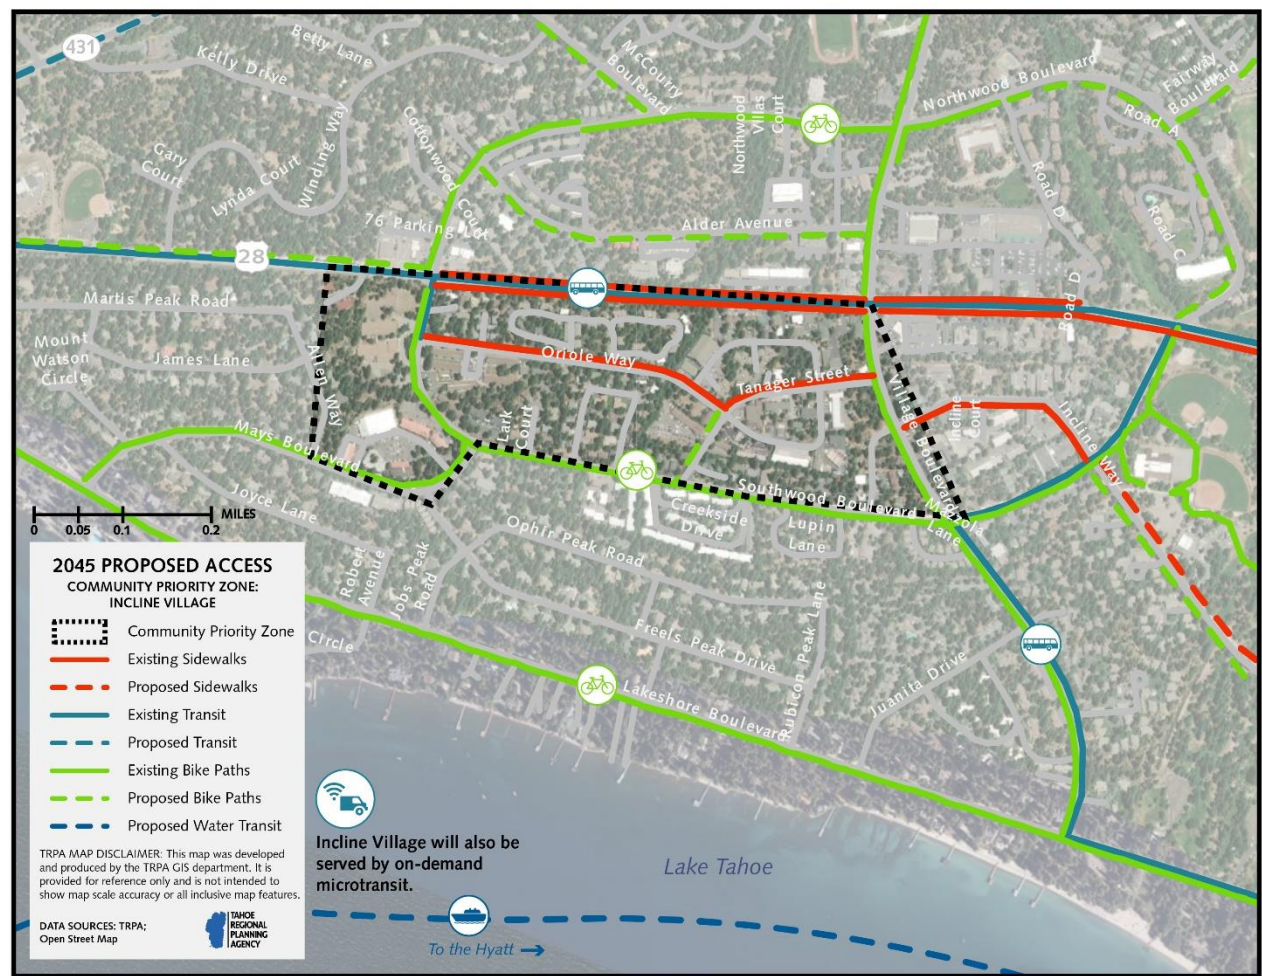 431
Betty Lane
Kelly Drive
McCourry
Boulevard
Northwood Boulevard
Fairway
Boulevard
Road A
Cottonwood
Court
Northwood
Villas
Court
Gary
Court
Lynda Court
Winding Way
Road D
Road C
76 Parking Lot
Alder Avenue
28
Road D
Martis Peak Road
Mount
Watson
Circle
James Lane
Allen Way
Oriole Way
Tanager Street
Village Boulevard
Incline
Court
Incline Way
Lark
Court
Mays Boulevard
Southwood Boulevard
Mazzola
Lane
Joyce Lane
Creekside
Drive
Lupin
Lane
Ophir Peak Road
Robert
Avenue
Jobs Peak
Road
Circle
Freels Peak Drive
Rubicon Peak Lane
Juanita Drive
Lakeshore Boulevard
0 0.05 0.1 0.2 MILES
2045 PROPOSED ACCESS
COMMUNITY PRIORITY ZONE:
INCLINE VILLAGE
Community Priority Zone
Existing Sidewalks
Proposed Sidewalks
Existing Transit
Proposed Transit
Existing Bike Paths
Proposed Bike Paths
Proposed Water Transit
TRPA MAP DISCLAIMER: This map was developed
and produced by the TRPA GIS department. It is
provided for reference only and is not intended to
show map scale accuracy or all inclusive map features.
DATA SOURCES: TRPA;
Open Street Map
TAHOE
REGIONAL
PLANNING
AGENCY
Incline Village will also be
served by on-demand
microtransit.
Lake Tahoe
To the Hyatt